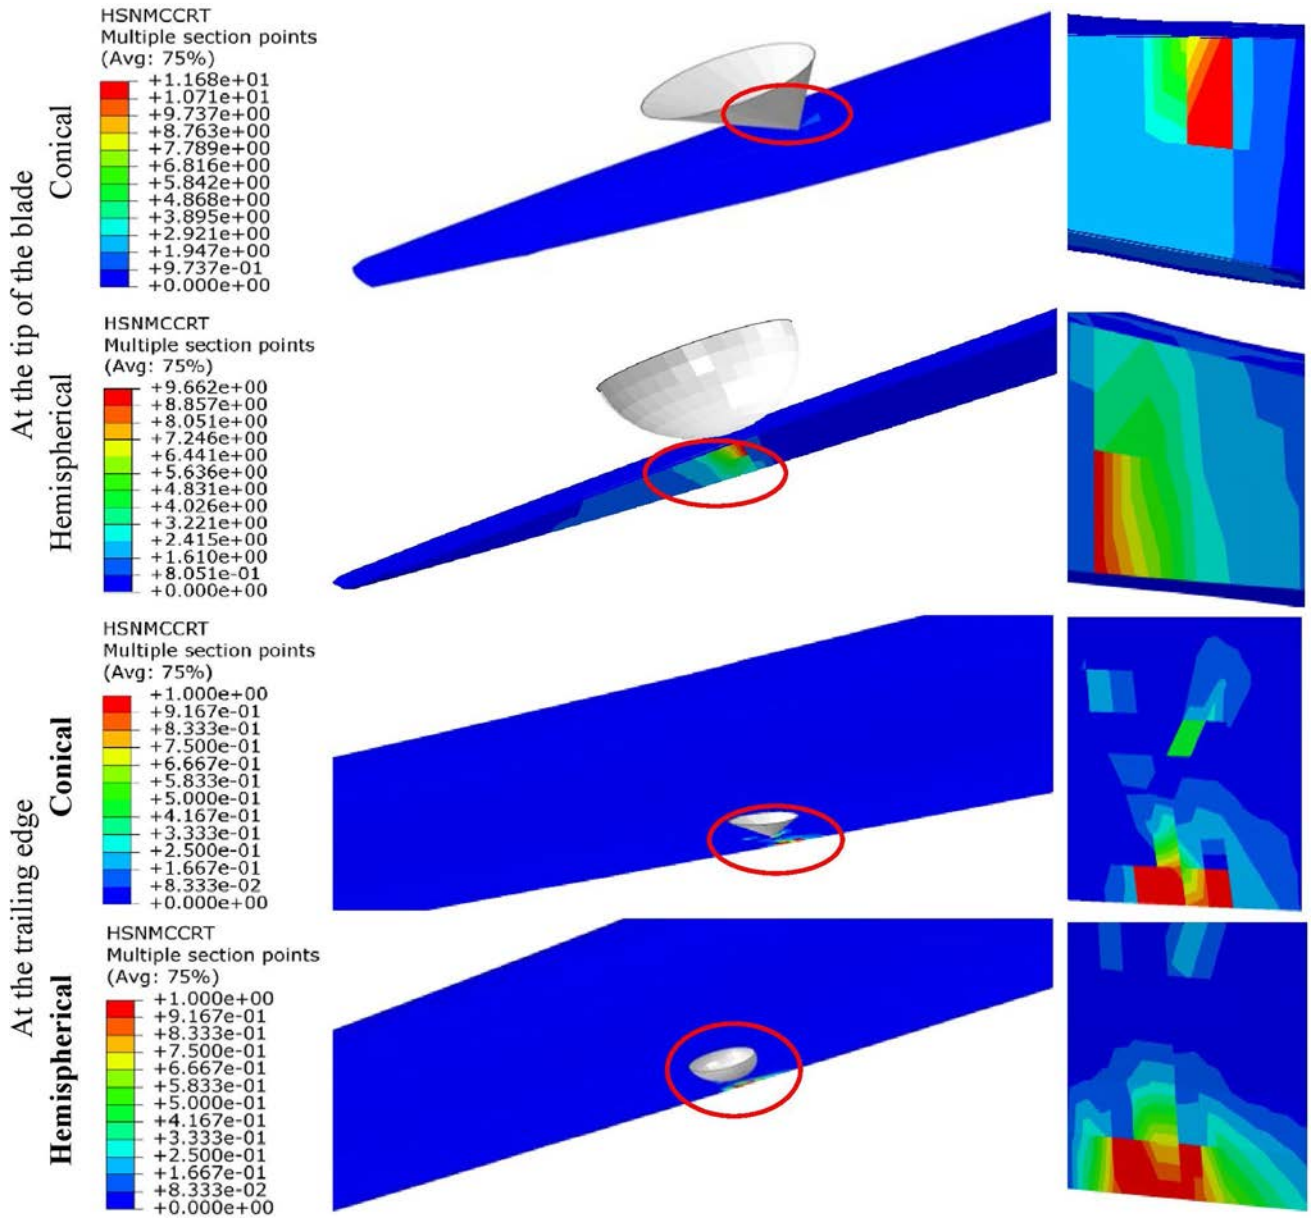 At the tip of the blade
Conical
HSNMCCRT
Multiple section points
(Avg: 75%)
+1.168e+01
+1.071e+01
+9.737e+00
+8.763e+00
+7.789e+00
+6.816e+00
+5.842e+00
+4.868e+00
+3.895e+00
+2.921e+00
+1.947e+00
+9.737e-01
+0.000e+00
Hemispherical
HSNMCCRT
Multiple section points
(Avg: 75%)
+9.662e+00
+8.857e+00
+8.051e+00
+7.246e+00
+6.441e+00
+5.636e+00
+4.831e+00
+4.026e+00
+3.221e+00
+2.415e+00
+1.610e+00
+8.051e-01
+0.000e+00
At the trailing edge
Conical
HSNMCCRT
Multiple section points
(Avg: 75%)
+1.000e+00
+9.167e-01
+8.333e-01
+7.500e-01
+6.667e-01
+5.833e-01
+5.000e-01
+4.167e-01
+3.333e-01
+2.500e-01
+1.667e-01
+8.333e-02
+0.000e+00
Hemispherical
HSNMCCRT
Multiple section points
(Avg: 75%)
+1.000e+00
+9.167e-01
+8.333e-01
+7.500e-01
+6.667e-01
+5.833e-01
+5.000e-01
+4.167e-01
+3.333e-01
+2.500e-01
+1.667e-01
+8.333e-02
+0.000e+00